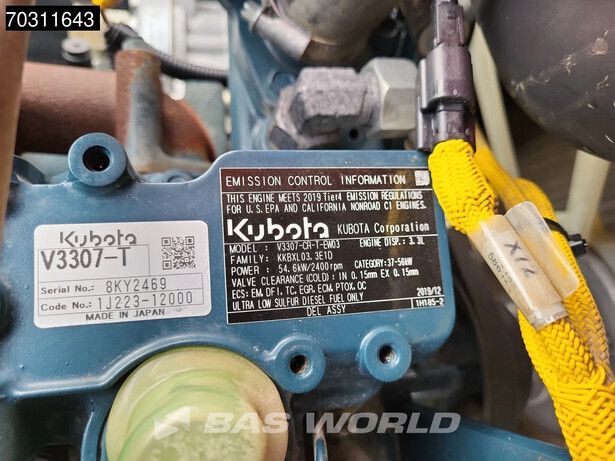 70311643
Kubota
V3307-T
Serial No.: 8KY2469
Code No.: 1J223-12000
MADE IN JAPAN
EMISSION CONTROL INFORMATION
THIS ENGINE MEETS 2019 Tier4 EMISSION REGULATIONS
FOR U.S.EPA AND CALIFORNIA NONROAD CI ENGINES.
Kubota KUBOTA Corporation
MODEL : V3307-CR-T-EW03 ENGINE DISP.: 3.3L
FAMILY : KKBXL03.3E1D
POWER : 54.6kW/2400rpm CATEGORY:37-56kW
VALVE CLEARANCE (COLD) : IN 0.15mm EX 0.15mm
ECS: EM, DFI, TC, EGR, ECM, PTOX, OC
ULTRA LOW SULFUR DIESEL FUEL ONLY 2019/12
DEL ASSY 1H185-2
X12
BAS WORLD